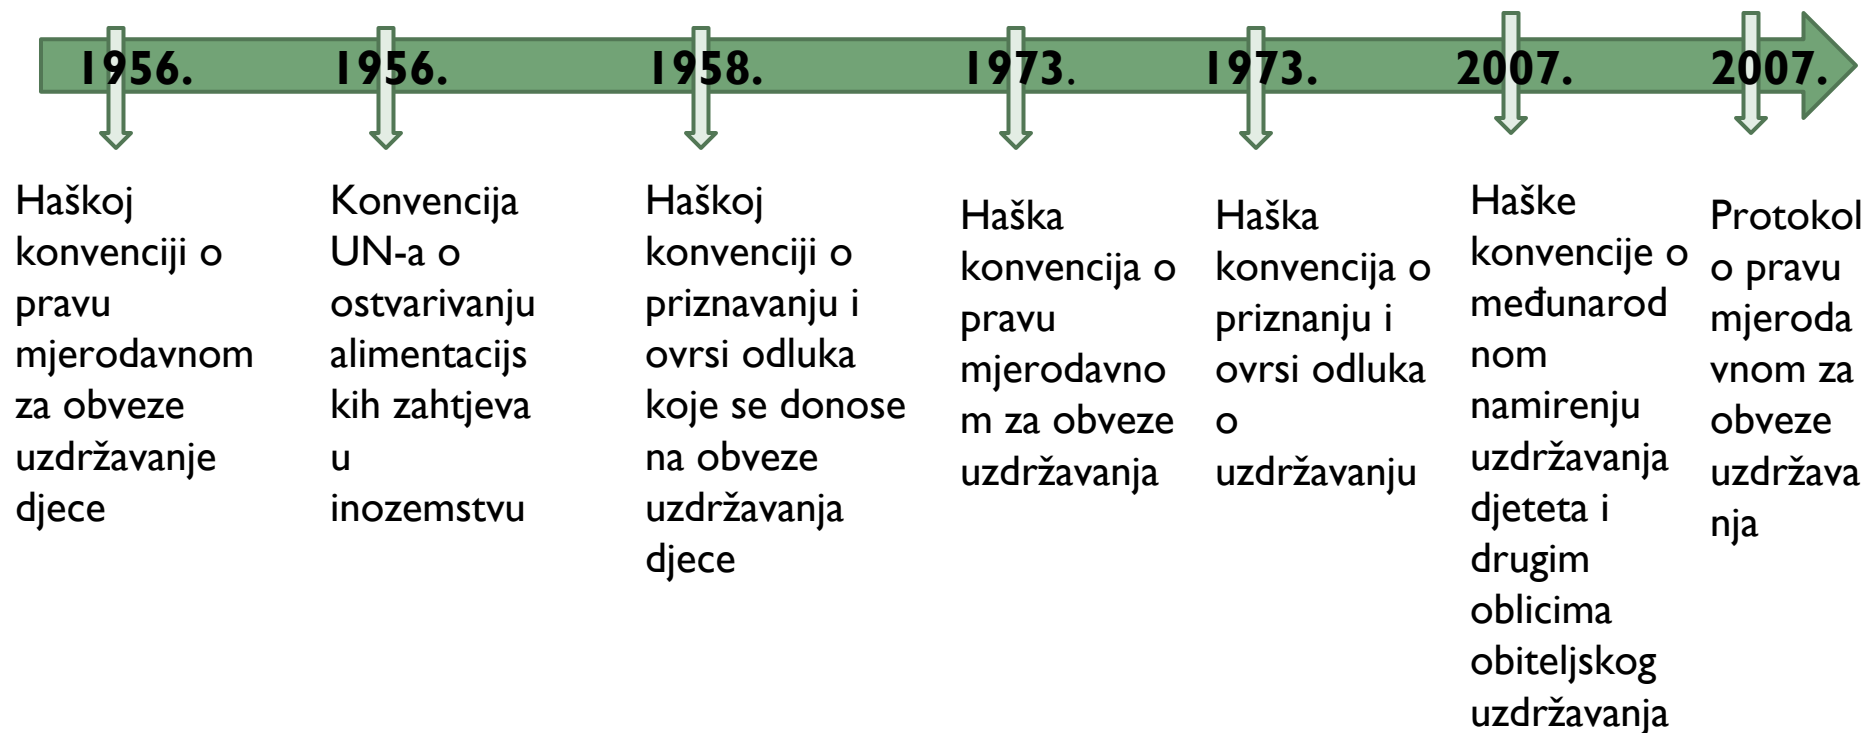 1956.
1956.
1958.
1973.
1973.
2007.
2007.
Haškoj
konvenciji o
pravu
mjerodavnom
za obveze
uzdržavanje
djece
Konvencija
UN-a o
ostvarivanju
alimentacijs
kih zahtjeva
u
inozemstvu
Haškoj
konvenciji o
priznavanju i
ovrsi odluka
koje se donose
na obveze
uzdržavanja
djece
Haška
konvencija o
pravu
mjerodavno
m za obveze
uzdržavanja
Haška
konvencija o
priznanju i
ovrsi odluka
o
uzdržavanju
Haške
konvencije o
međunarod
nom
namirenju
uzdržavanja
djeteta i
drugim
oblicima
obiteljskog
uzdržavanja
Protokol
o pravu
mjeroda
vnom za
obveze
uzdržava
nja